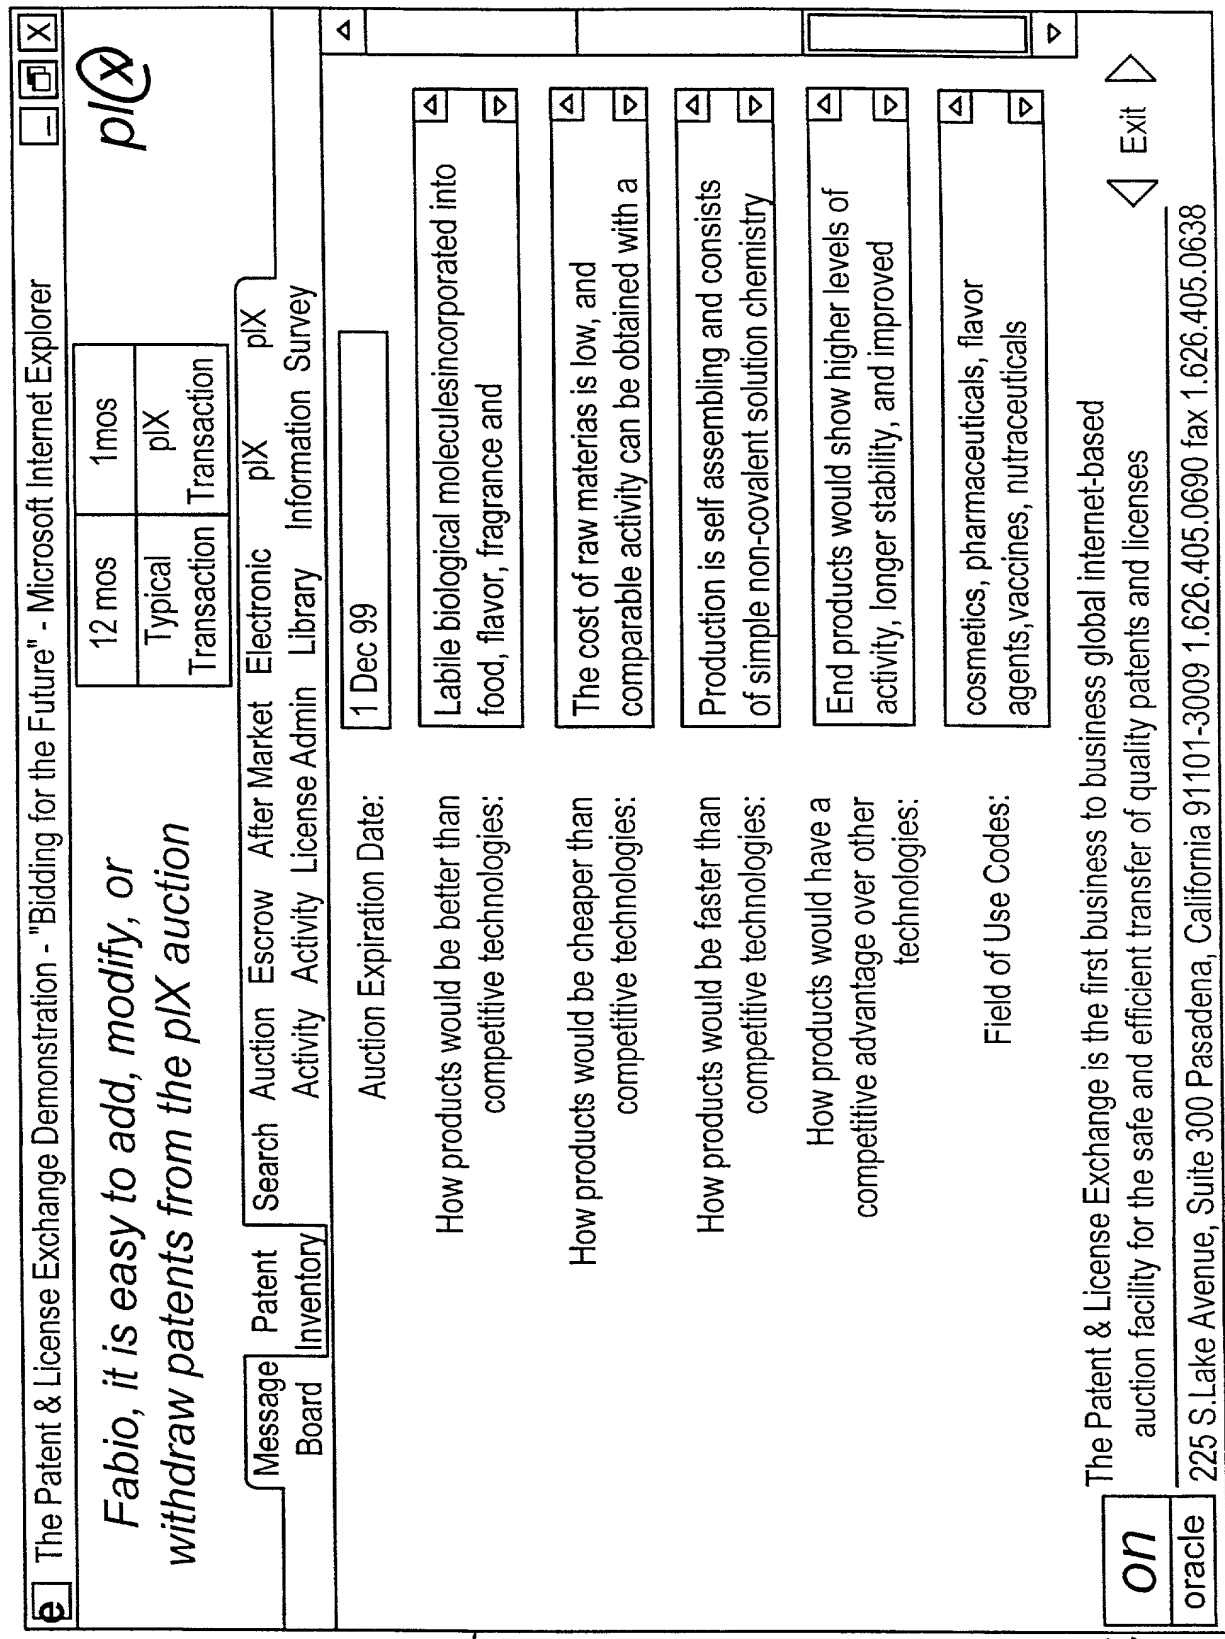 The Patent & License Exchange Demonstration - "Bidding for the Future" - Microsoft Internet Explorer
Fabio, it is easy to add, modify, or
withdraw patents from the plX auction
12 mos 1mos
Typical plX
Transaction Transaction
plx
Message Patent Search Auction Escrow After Market Electronic plX plX
Board Inventory Activity Activity License Admin Library Information Survey
Auction Expiration Date: 1 Dec 99
How products would be better than
competitive technologies:
Labile biological moleculesincorporated into
food, flavor, fragrance and
How products would be cheaper than
competitive technologies:
The cost of raw materias is low, and
comparable activity can be obtained with a
How products would be faster than
competitive technologies:
Production is self assembling and consists
of simple non-covalent solution chemistry
How products would have a
competitive advantage over other
technologies:
End products would show higher levels of
activity, longer stability, and improved
Field of Use Codes:
cosmetics, pharmaceuticals, flavor
agents,vaccines, nutraceuticals
on
oracle
The Patent & License Exchange is the first business to business global internet-based
auction facility for the safe and efficient transfer of quality patents and licenses
Exit
225 S.Lake Avenue, Suite 300 Pasadena, California 91101-3009 1.626.405.0690 fax 1.626.405.0638